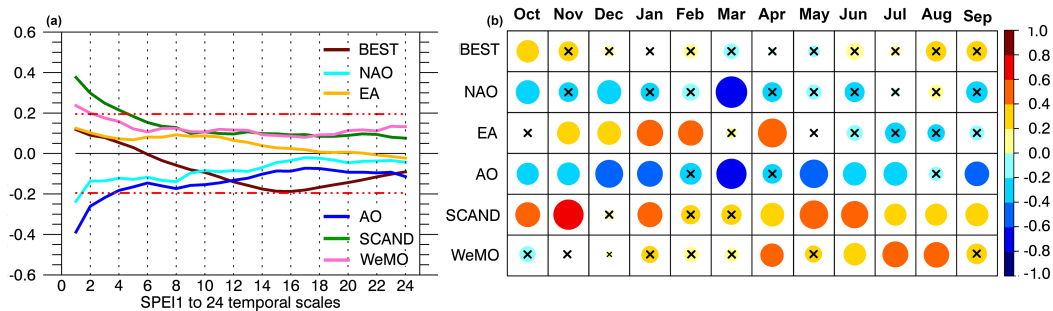 (a)
0.6
0.4
0.2
0.0
-0.2
-0.4
-0.6
BEST
NAO
EA
AO
SCAND
WeMO
0 2 4 6 8 10 12 14 16 18 20 22 24
SPEI1 to 24 temporal scales
(b)
Oct Nov Dec Jan Feb Mar Apr May Jun Jul Aug Sep
BEST
NAO
EA
AO
SCAND
WeMO
1.0
0.8
0.6
0.4
0.2
0.0
-0.2
-0.4
-0.6
-0.8
-1.0